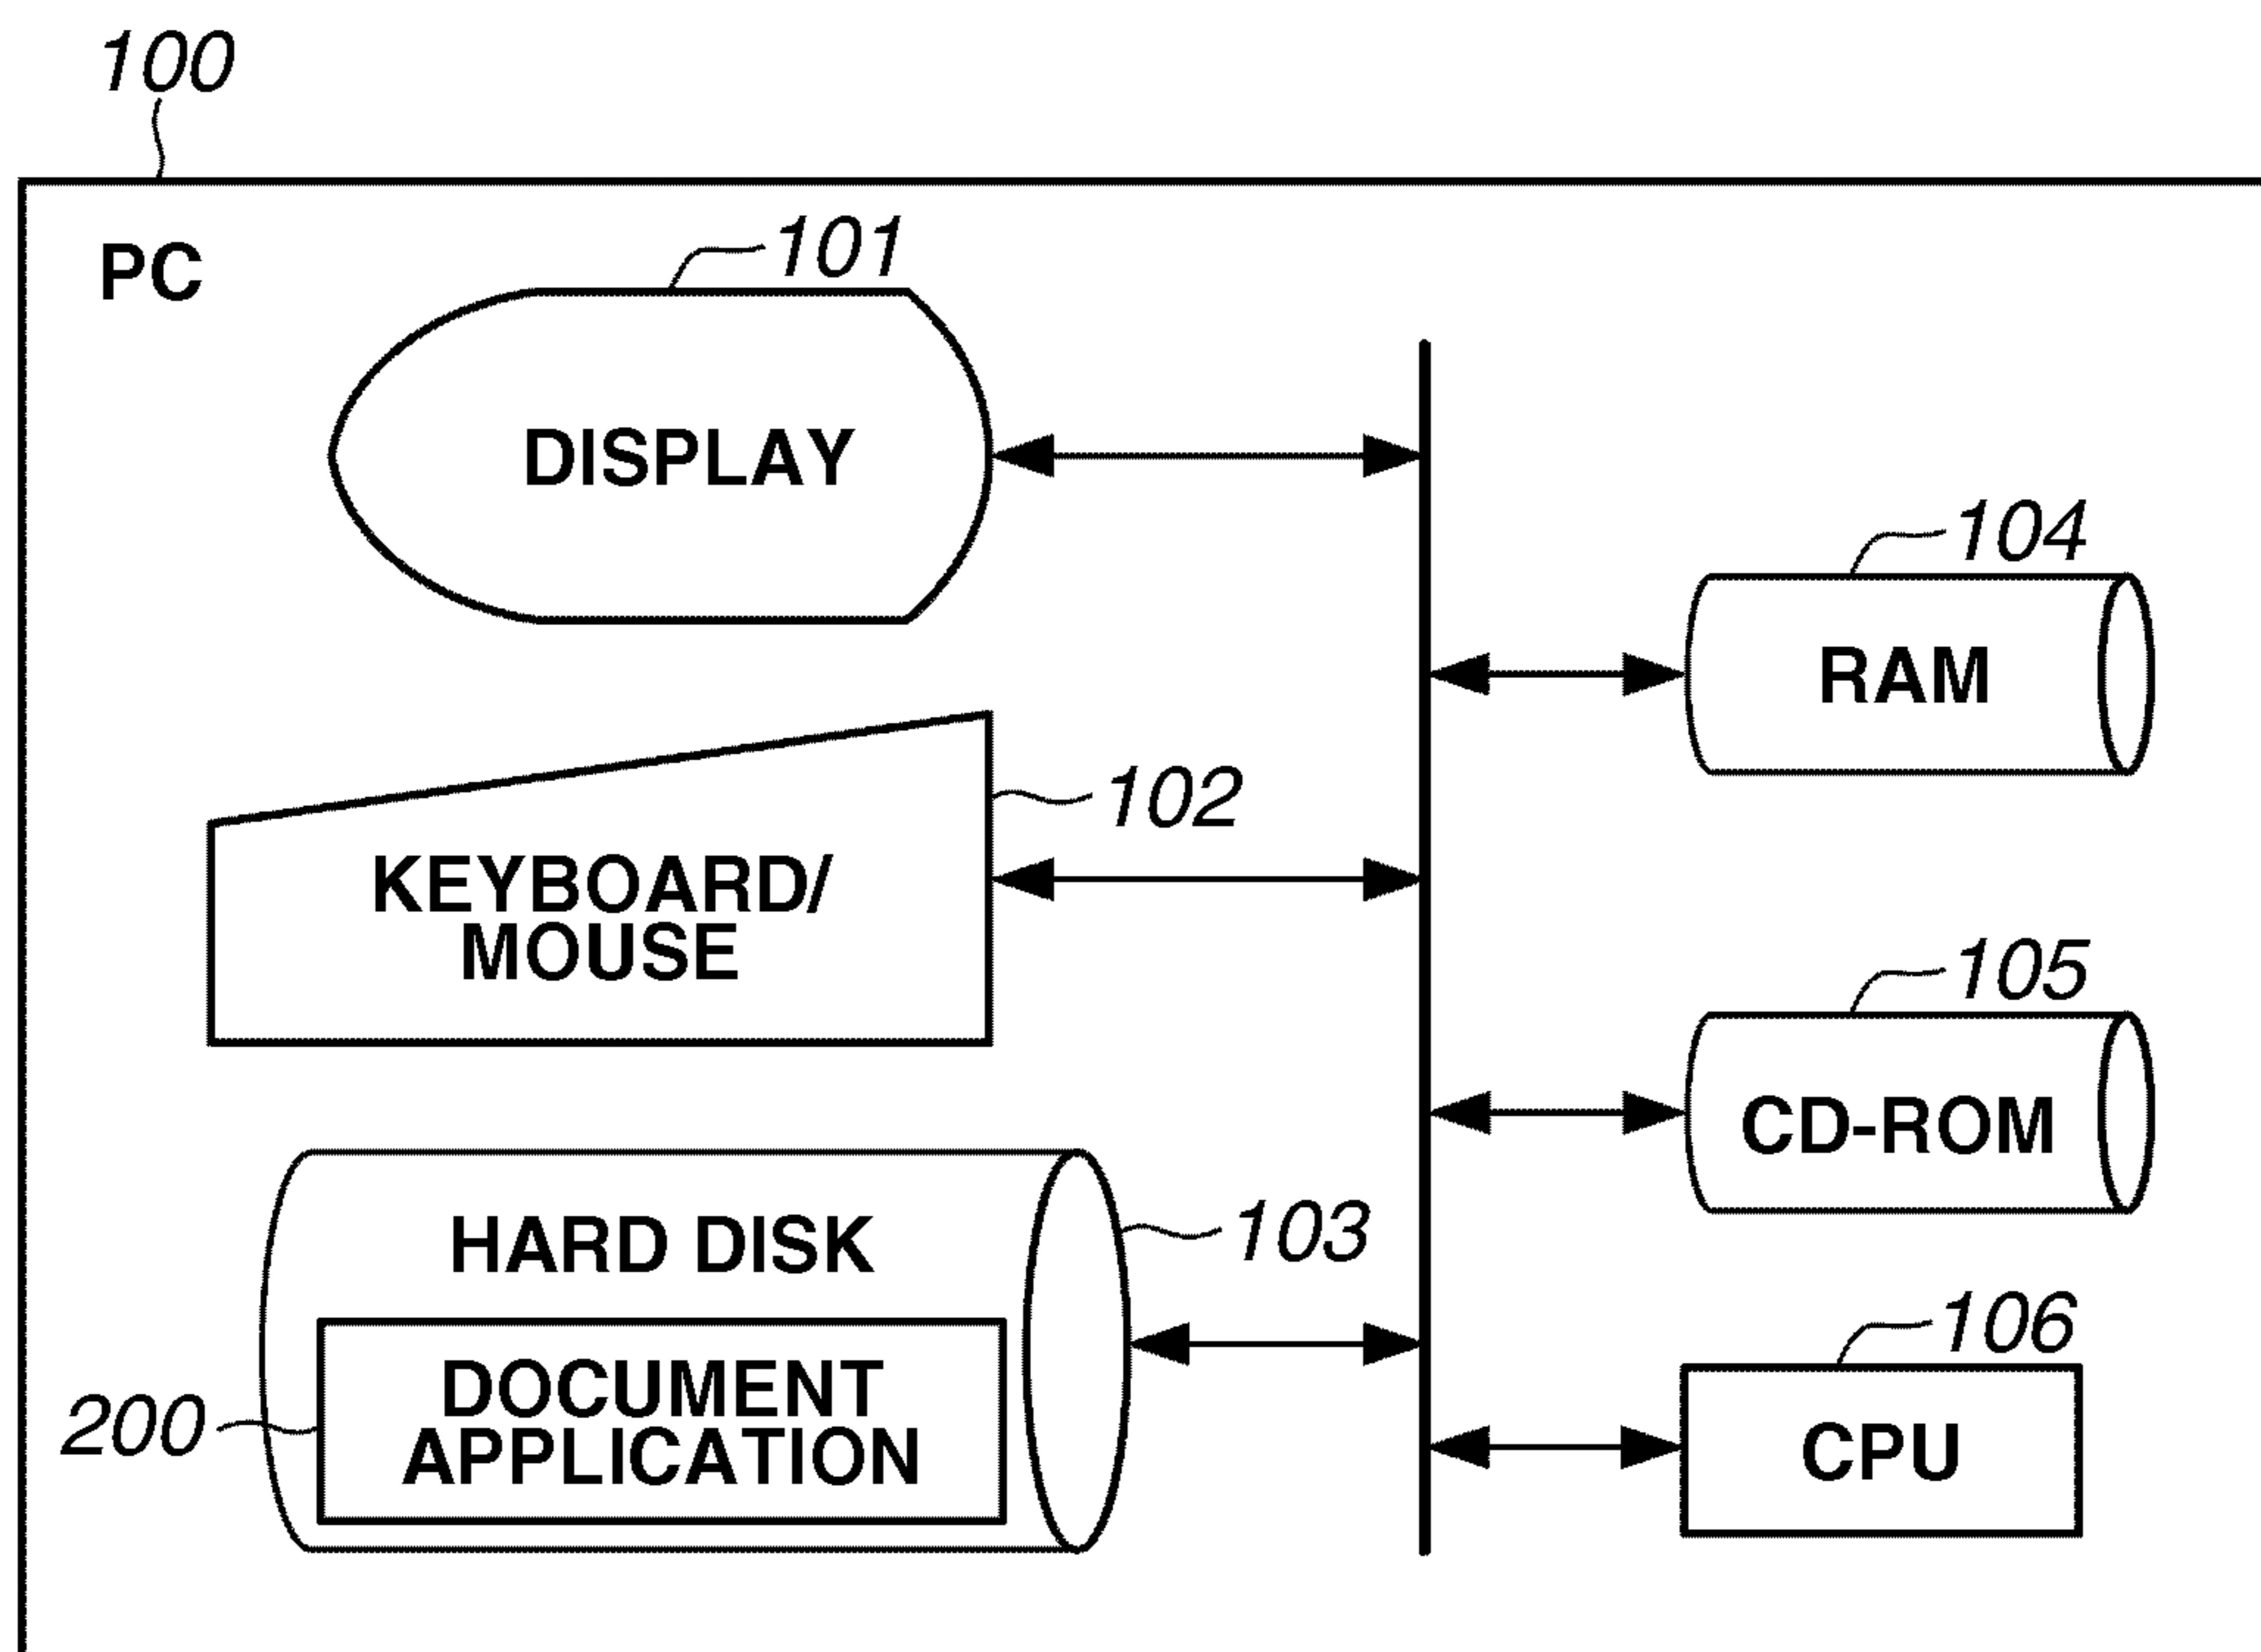 100
PC
101
DISPLAY
104
RAM
102
KEYBOARD/
MOUSE
105
CD-ROM
103
HARD DISK
106
200
DOCUMENT
APPLICATION
CPU